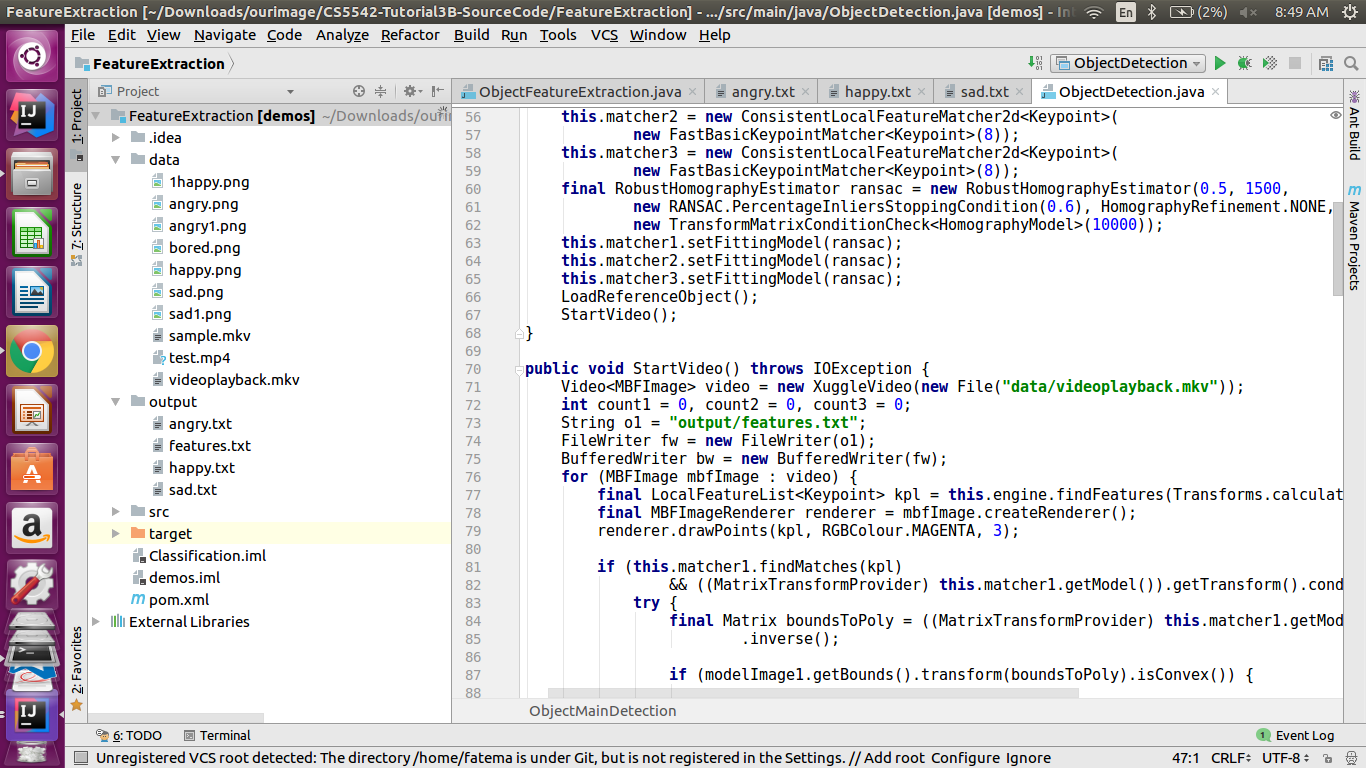 FeatureExtraction [~/Downloads/ourimage/CS5542-Tutorial3B-SourceCode/FeatureExtraction] - .../src/main/java/ObjectDetection.java [demos] - In
En
(2%)
8:49 AM
File Edit View Navigate Code Analyze Refactor Build Run Tools VCS Window Help
FeatureExtraction
ObjectDetection
Project
ObjectFeatureExtraction.java
angry.txt
happy.txt
sad.txt
ObjectDetection.java
1: Project
7: Structure
2: Favorites
FeatureExtraction [demos] ~/Downloads/ourim
.idea
data
1happy.png
angry.png
angry1.png
bored.png
happy.png
sad.png
sad1.png
sample.mkv
test.mp4
videoplayback.mkv
output
angry.txt
features.txt
happy.txt
sad.txt
src
target
Classification.iml
demos.iml
pom.xml
External Libraries
56 this.matcher2 = new ConsistentLocalFeatureMatcher2d<Keypoint>(
57 new FastBasicKeypointMatcher<Keypoint>(8));
58 this.matcher3 = new ConsistentLocalFeatureMatcher2d<Keypoint>(
59 new FastBasicKeypointMatcher<Keypoint>(8));
60 final RobustHomographyEstimator ransac = new RobustHomographyEstimator(0.5, 1500,
61 new RANSAC.PercentageInliersStoppingCondition(0.6), HomographyRefinement.NONE,
62 new TransformMatrixConditionCheck<HomographyModel>(10000));
63 this.matcher1.setFittingModel(ransac);
64 this.matcher2.setFittingModel(ransac);
65 this.matcher3.setFittingModel(ransac);
66 LoadReferenceObject();
67 StartVideo();
68 }
69
70 public void StartVideo() throws IOException {
71 Video<MBFImage> video = new XuggleVideo(new File("data/videoplayback.mkv"));
72 int count1 = 0, count2 = 0, count3 = 0;
73 String o1 = "output/features.txt";
74 FileWriter fw = new FileWriter(o1);
75 BufferedWriter bw = new BufferedWriter(fw);
76 for (MBFImage mbfImage : video) {
77 final LocalFeatureList<Keypoint> kpl = this.engine.findFeatures(Transforms.calculat
78 final MBFImageRenderer renderer = mbfImage.createRenderer();
79 renderer.drawPoints(kpl, RGBColour.MAGENTA, 3);
80
81 if (this.matcher1.findMatches(kpl)
82 && ((MatrixTransformProvider) this.matcher1.getModel()).getTransform().cond
83 try {
84 final Matrix boundsToPoly = ((MatrixTransformProvider) this.matcher1.getMod
85 .inverse();
86
87 if (modelImage1.getBounds().transform(boundsToPoly).isConvex()) {
88
ObjectMainDetection
Ant Build
m Maven Projects
6: TODO
Terminal
1 Event Log
Unregistered VCS root detected: The directory /home/fatema is under Git, but is not registered in the Settings. // Add root Configure Ignore
47:1 CRLF UTF-8